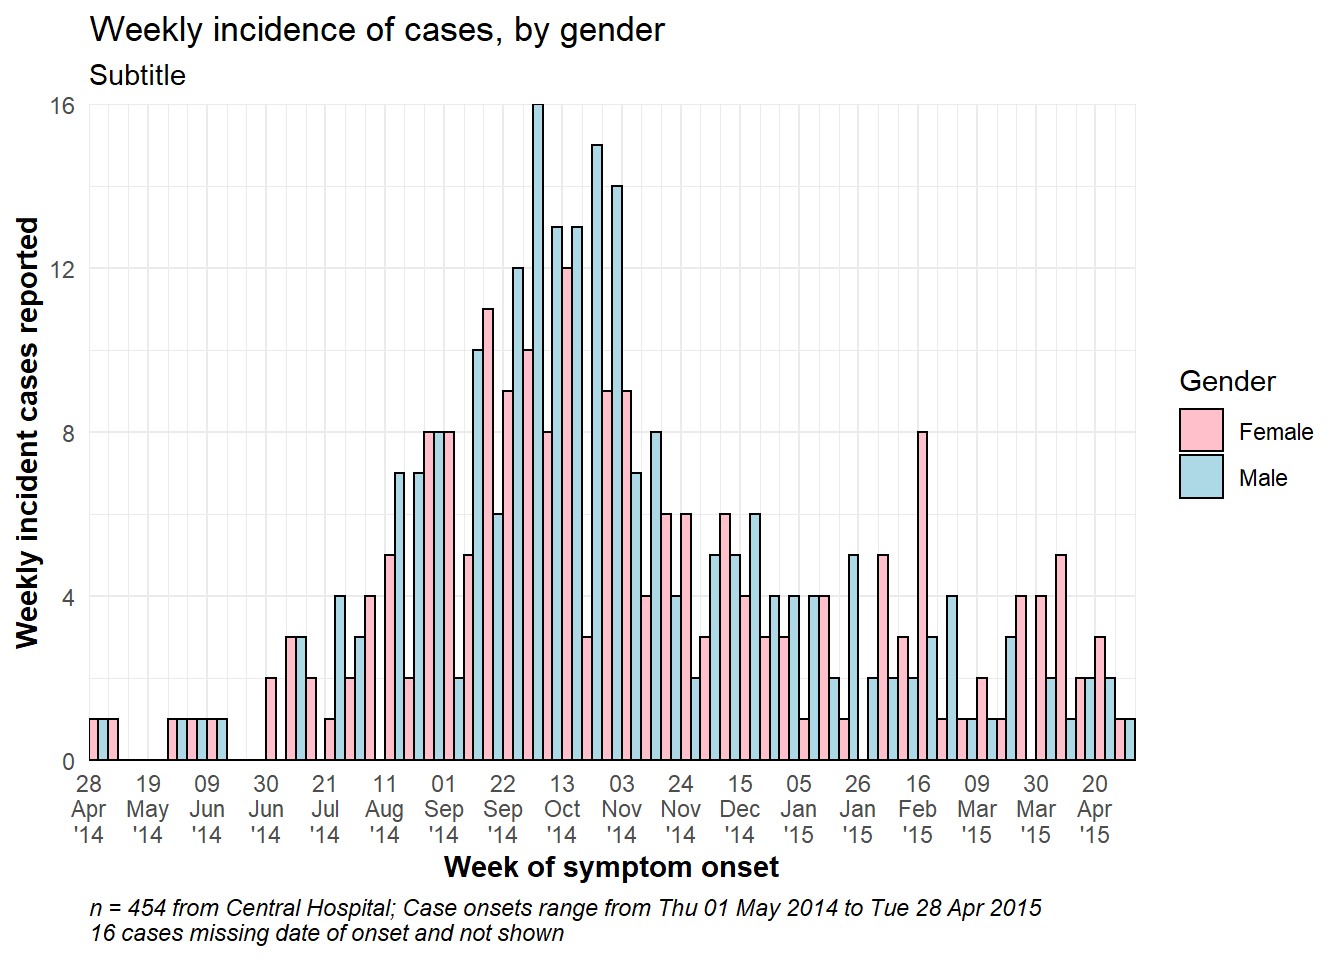 Weekly incidence of cases, by gender
Subtitle
Weekly incident cases reported
16
12
8
4
0
28 19 09 30 21 11 01 22 13 03 24 15 05 26 16 09 30 20
Apr May Jun Jun Jul Aug Sep Sep Oct Nov Nov Dec Jan Jan Feb Mar Mar Apr
'14 '14 '14 '14 '14 '14 '14 '14 '14 '14 '14 '14 '15 '15 '15 '15 '15 '15
Week of symptom onset
Gender
Female
Male
n = 454 from Central Hospital; Case onsets range from Thu 01 May 2014 to Tue 28 Apr 2015
16 cases missing date of onset and not shown